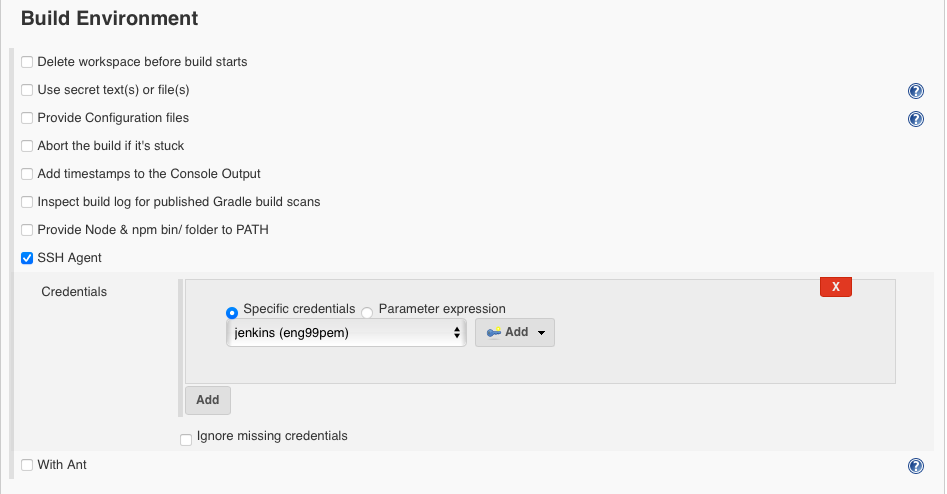 Build Environment
Delete workspace before build starts
Use secret text(s) or file(s)
?
Provide Configuration files
?
Abort the build if it's stuck
Add timestamps to the Console Output
Inspect build log for published Gradle build scans
Provide Node & npm bin/ folder to PATH
SSH Agent
Credentials
X
Specific credentials Parameter expression
jenkins (eng99pem) Add
Add
Ignore missing credentials
With Ant
?